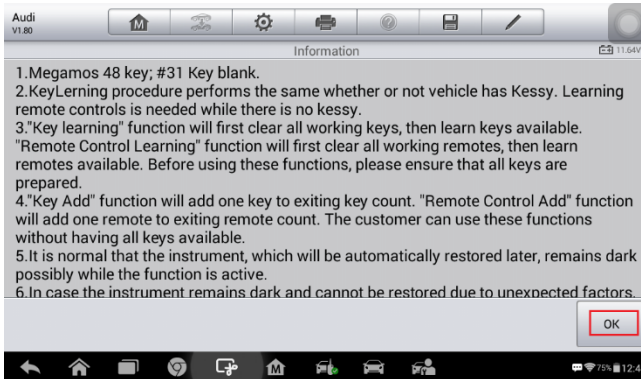 Audi
V1.80
Information
11.64V
1.Megamos 48 key; #31 Key blank.
2.KeyLerning procedure performs the same whether or not vehicle has Kessy. Learning
remote controls is needed while there is no kessy.
3."Key learning" function will first clear all working keys, then learn keys available.
"Remote Control Learning" function will first clear all working remotes, then learn
remotes available. Before using these functions, please ensure that all keys are
prepared.
4."Key Add" function will add one key to exiting key count. "Remote Control Add" function
will add one remote to exiting remote count. The customer can use these functions
without having all keys available.
5.It is normal that the instrument, which will be automatically restored later, remains dark
possibly while the function is active.
6.In case the instrument remains dark and cannot be restored due to unexpected factors,
OK
75% 12:4